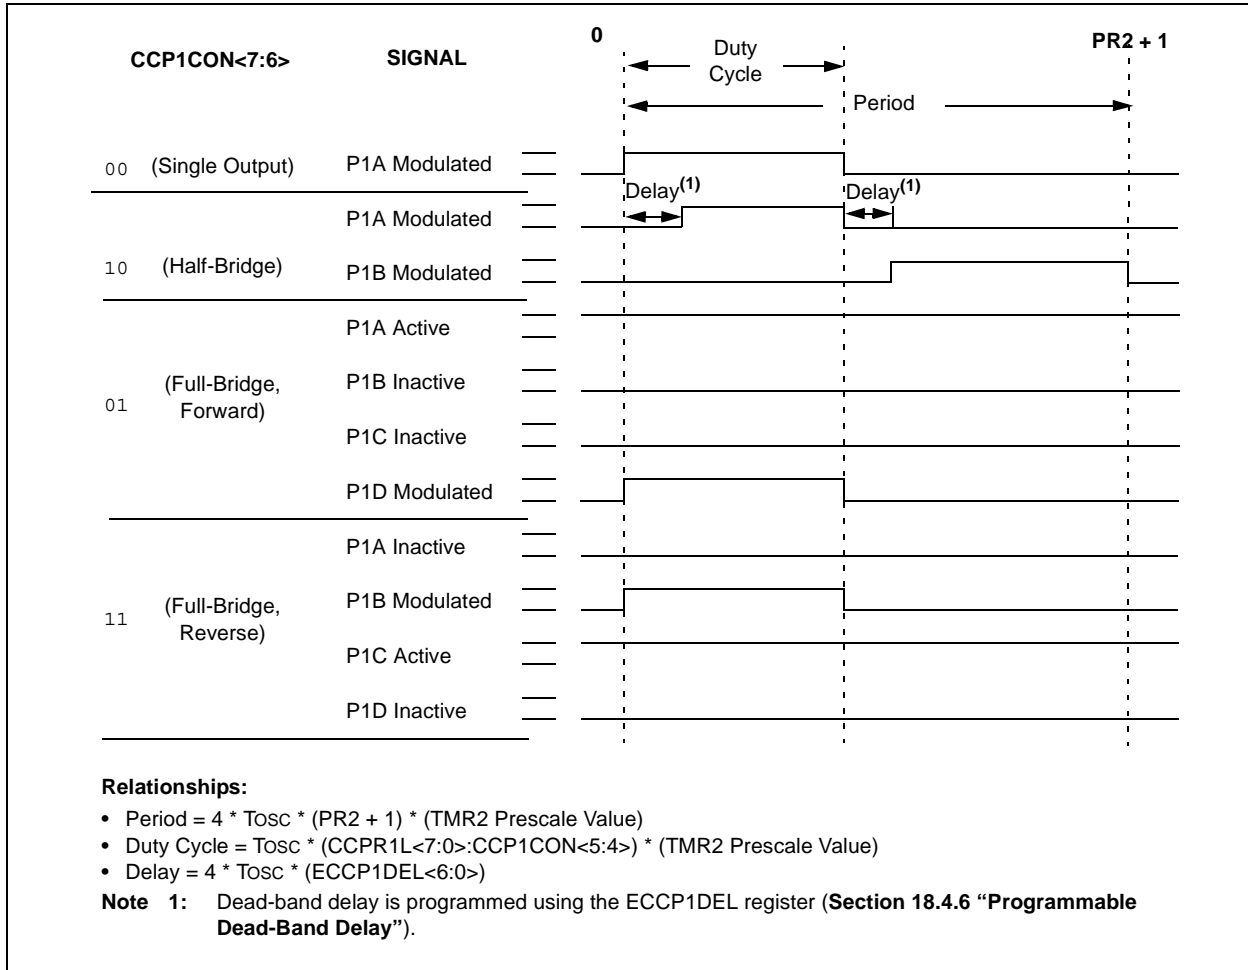 CCP1CON<7:6> SIGNAL 0 Duty Cycle PR2 + 1
Period
00 (Single Output) P1A Modulated
Delay(1) Delay(1)
P1A Modulated
10 (Half-Bridge) P1B Modulated
P1A Active
01 (Full-Bridge, Forward)
P1B Inactive
P1C Inactive
P1D Modulated
P1A Inactive
11 (Full-Bridge, Reverse)
P1B Modulated
P1C Active
P1D Inactive
Relationships:
• Period = 4 * TOSC * (PR2 + 1) * (TMR2 Prescale Value)
• Duty Cycle = TOSC * (CCPR1L<7:0>:CCP1CON<5:4>) * (TMR2 Prescale Value)
• Delay = 4 * TOSC * (ECCP1DEL<6:0>)
Note 1: Dead-band delay is programmed using the ECCP1DEL register (Section 18.4.6 “Programmable
Dead-Band Delay”).